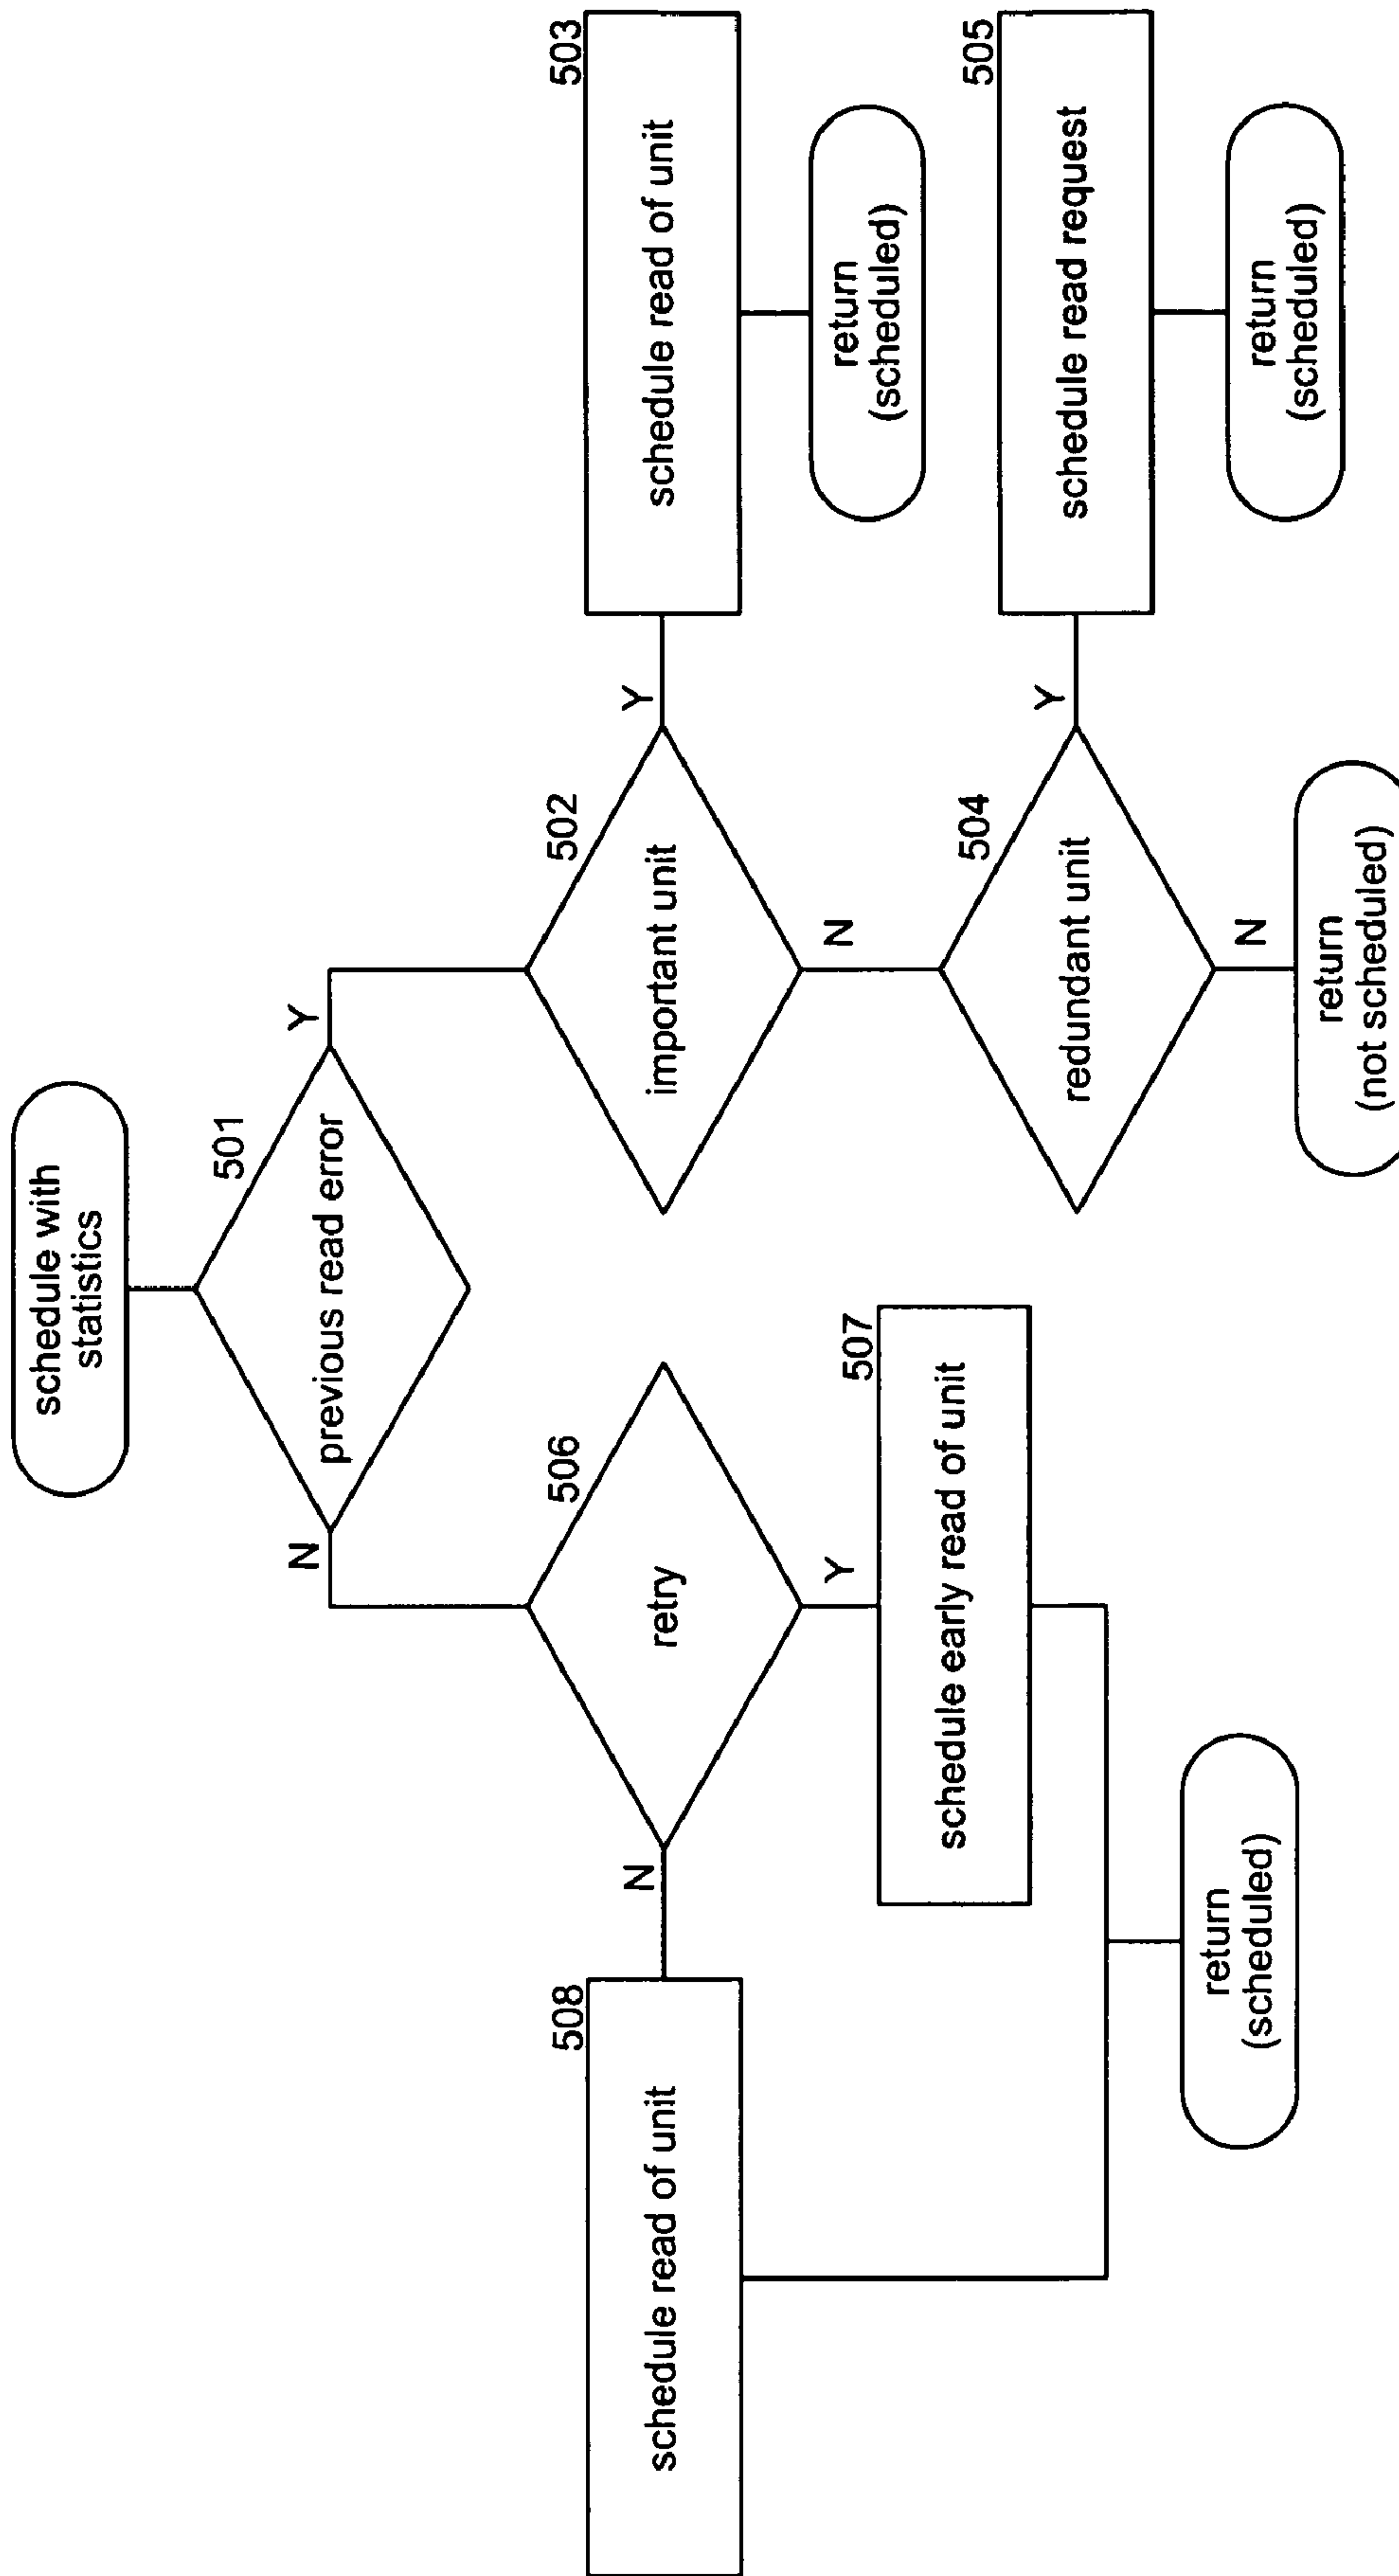 schedule with
statistics
501
previous read error
N
Y
506
retry
N
Y
508
schedule read of unit
507
schedule early read of unit
return
(scheduled)
502
important unit
Y
N
503
schedule read of unit
return
(scheduled)
504
redundant unit
Y
N
505
schedule read request
return
(scheduled)
return
(not scheduled)